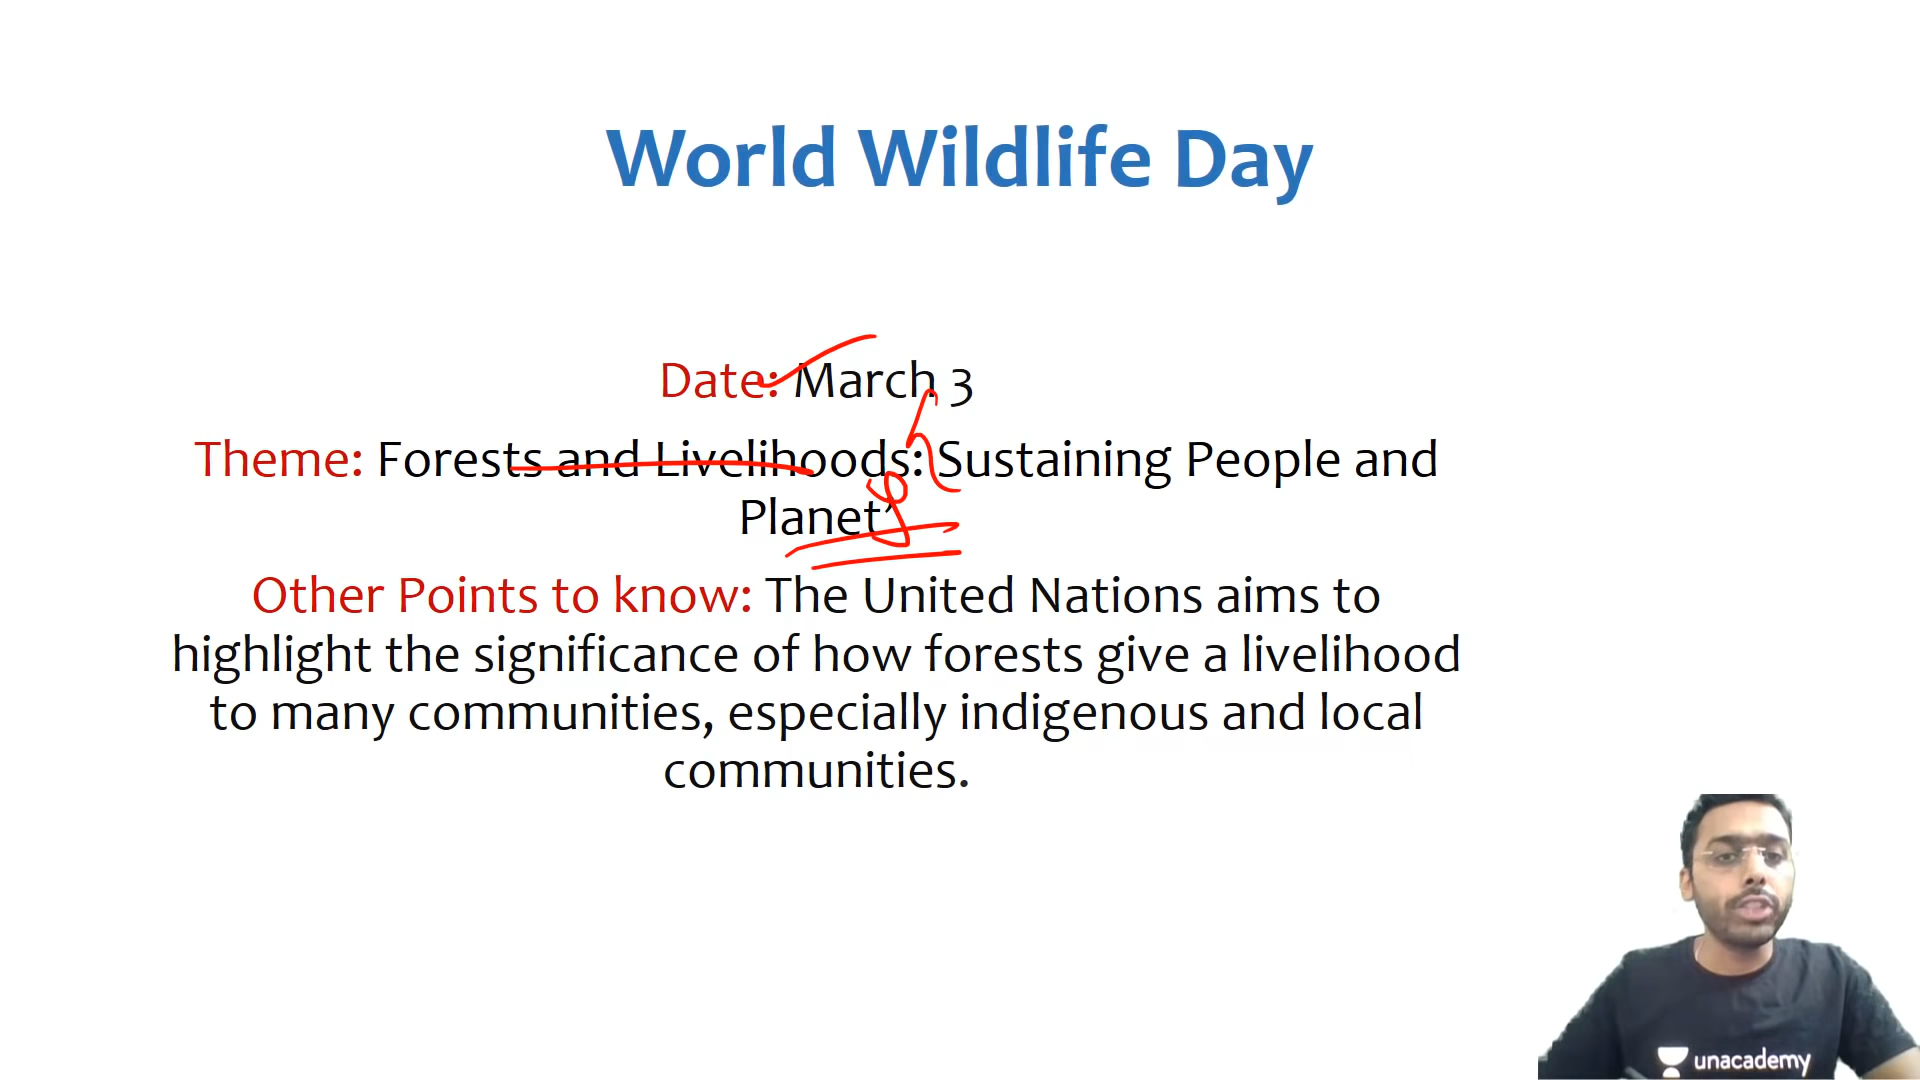 World Wildlife Day
Date: March 3
Theme: Forests and Livelihoods: Sustaining People and
Planet’
Other Points to know: The United Nations aims to
highlight the significance of how forests give a livelihood
to many communities, especially indigenous and local
communities.
unacademy